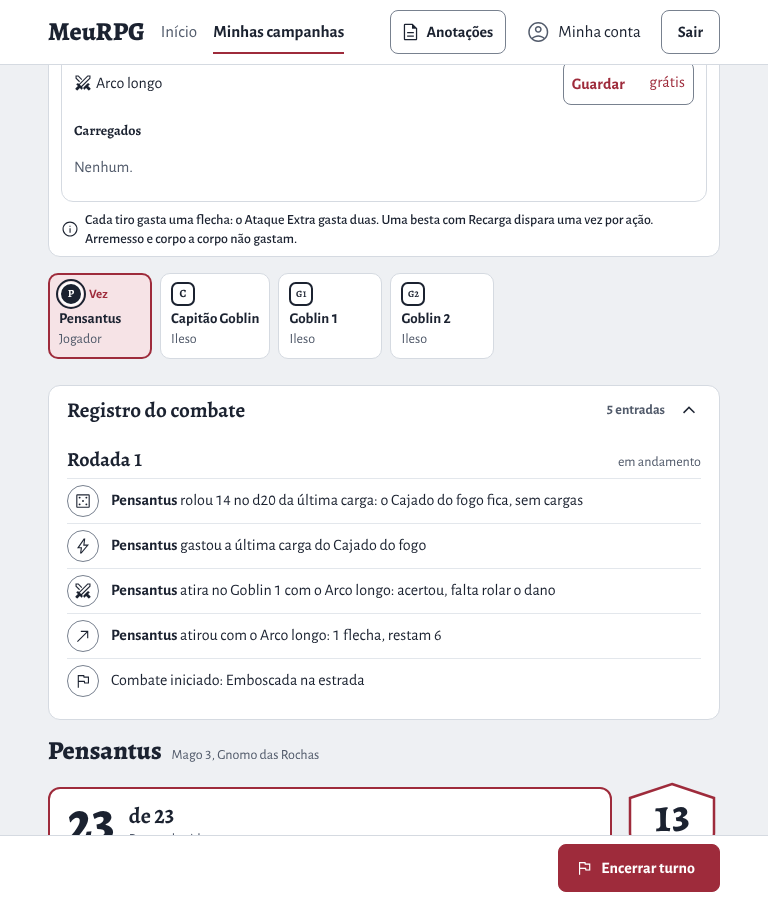 MeuRPG Início Minhas campanhas Anotações Minha conta Sair
Arco longo Guardar grátis
Carregados
Nenhum.
Cada tiro gasta uma flecha: o Ataque Extra gasta duas. Uma besta com Recarga dispara uma vez por ação.
Arremesso e corpo a corpo não gastam.
P Vez
Pensantus
Jogador
C
Capitão Goblin
Ileso
G1
Goblin 1
Ileso
G2
Goblin 2
Ileso
Registro do combate 5 entradas
Rodada 1 em andamento
Pensantus rolou 14 no d20 da última carga: o Cajado do fogo fica, sem cargas
Pensantus gastou a última carga do Cajado do fogo
Pensantus atira no Goblin 1 com o Arco longo: acertou, falta rolar o dano
Pensantus atirou com o Arco longo: 1 flecha, restam 6
Combate iniciado: Emboscada na estrada
Pensantus Mago 3, Gnomo das Rochas
23 de 23
13
Encerrar turno